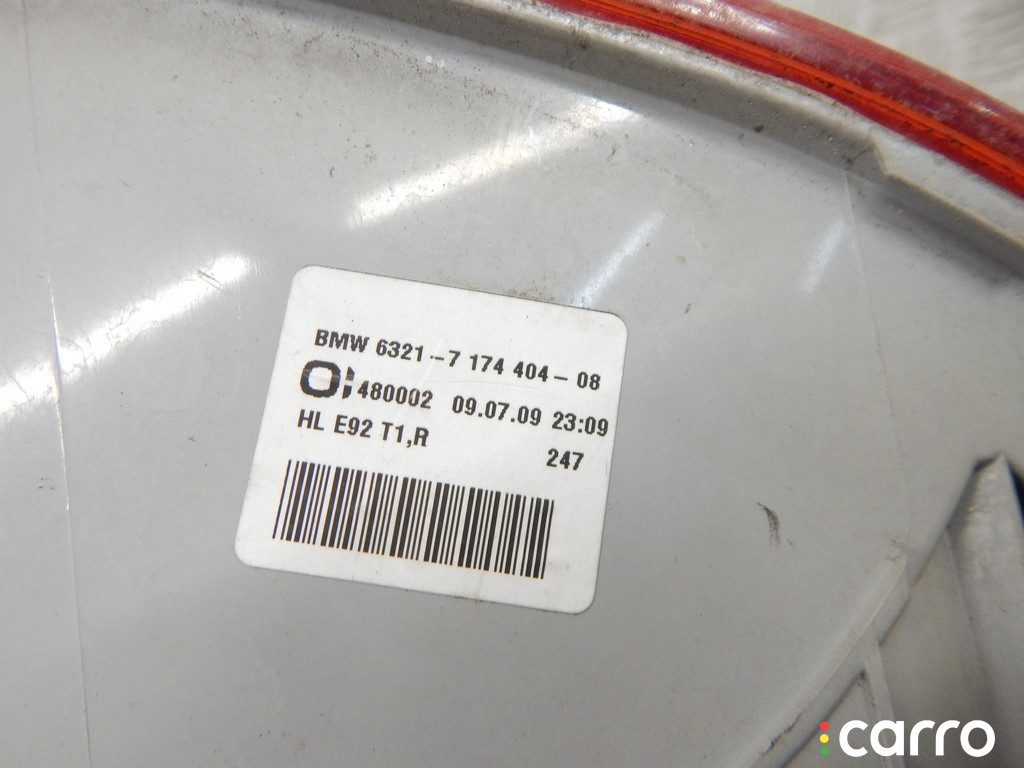 BMW 6321-7 174 404-08
480002 09.07.09 23:09
HL E92 T1,R
247
carro